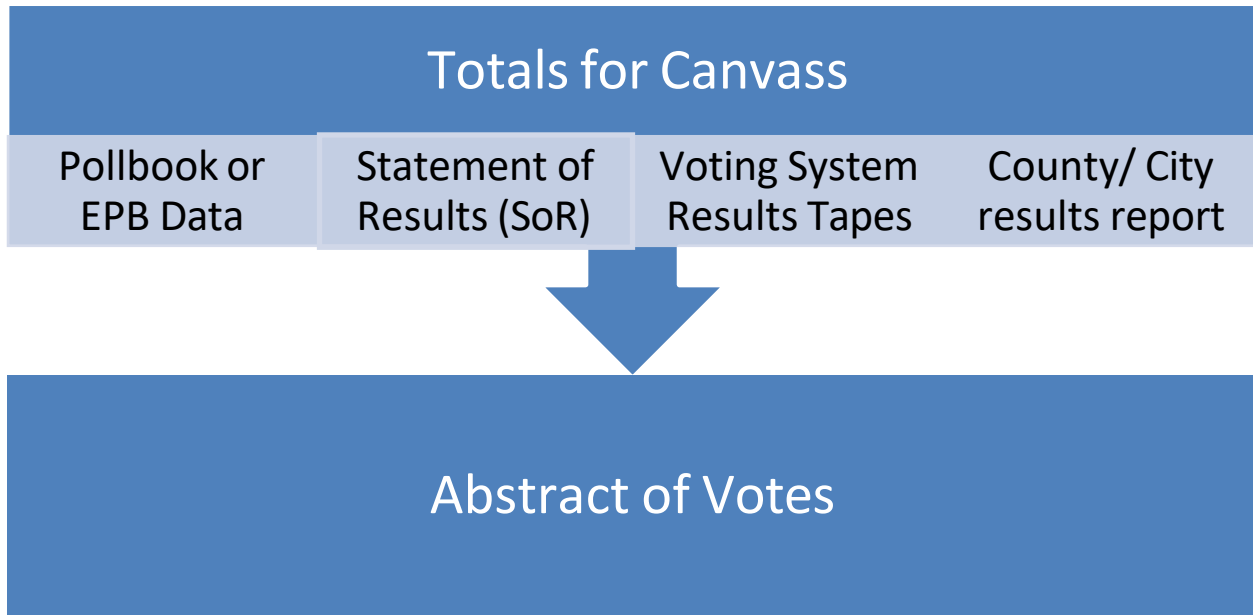 Totals for Canvass
Pollbook or
EPB Data
Statement of
Results (SoR)
Voting System
Results Tapes
County/ City
results report
Abstract of Votes